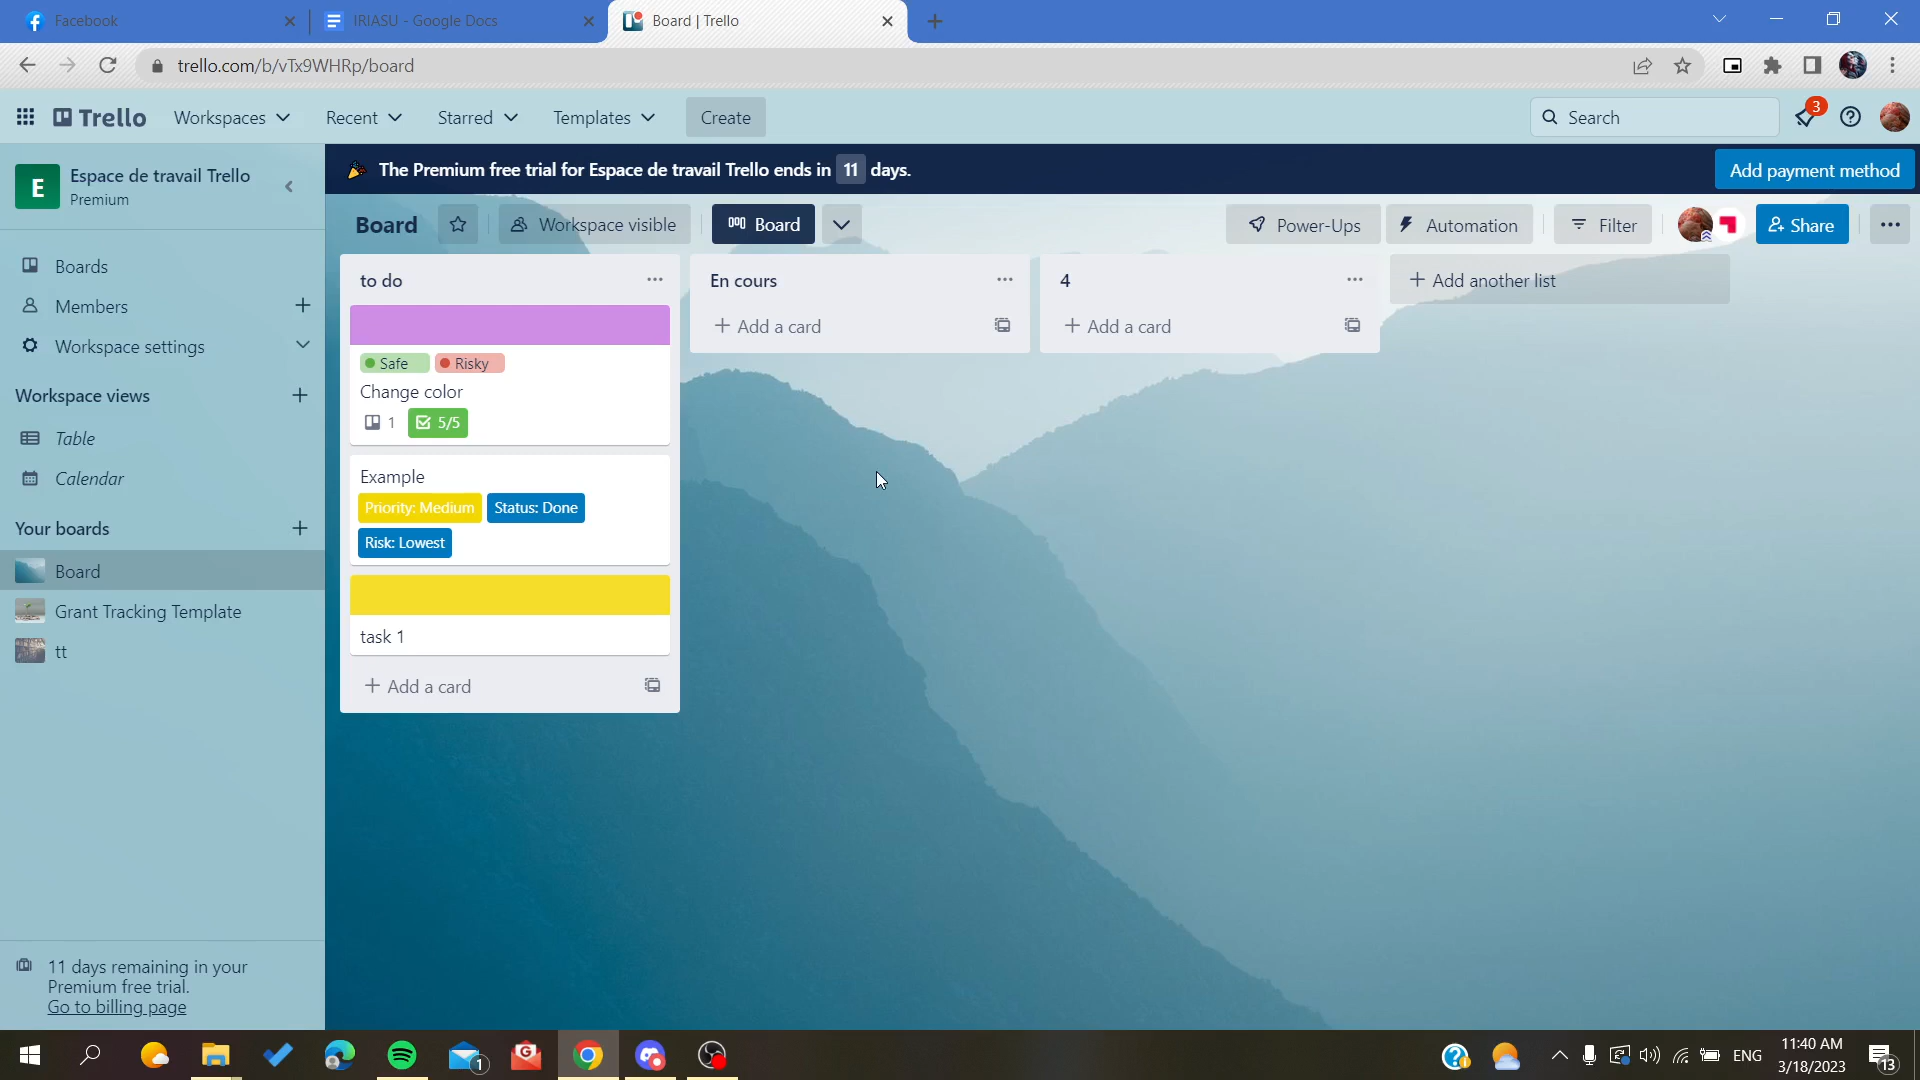 Facebook
IRIASU - Google Docs
Board | Trello
trello.com/b/vTx9WHRp/board
Trello
Workspaces
Recent
Starred
Templates
Create
Search
3
E
Espace de travail Trello
Premium
The Premium free trial for Espace de travail Trello ends in 11 days.
Add payment method
Board
Workspace visible
Board
Power-Ups
Automation
Filter
Share
Boards
Members
Workspace settings
Workspace views
Table
Calendar
Your boards
Board
Grant Tracking Template
tt
11 days remaining in your
Premium free trial.
Go to billing page
to do
Safe
Risky
Change color
1
5/5
Example
Priority: Medium
Status: Done
Risk: Lowest
task 1
+ Add a card
En cours
+ Add a card
4
+ Add a card
+ Add another list
1
ENG
11:40 AM
3/18/2023
13